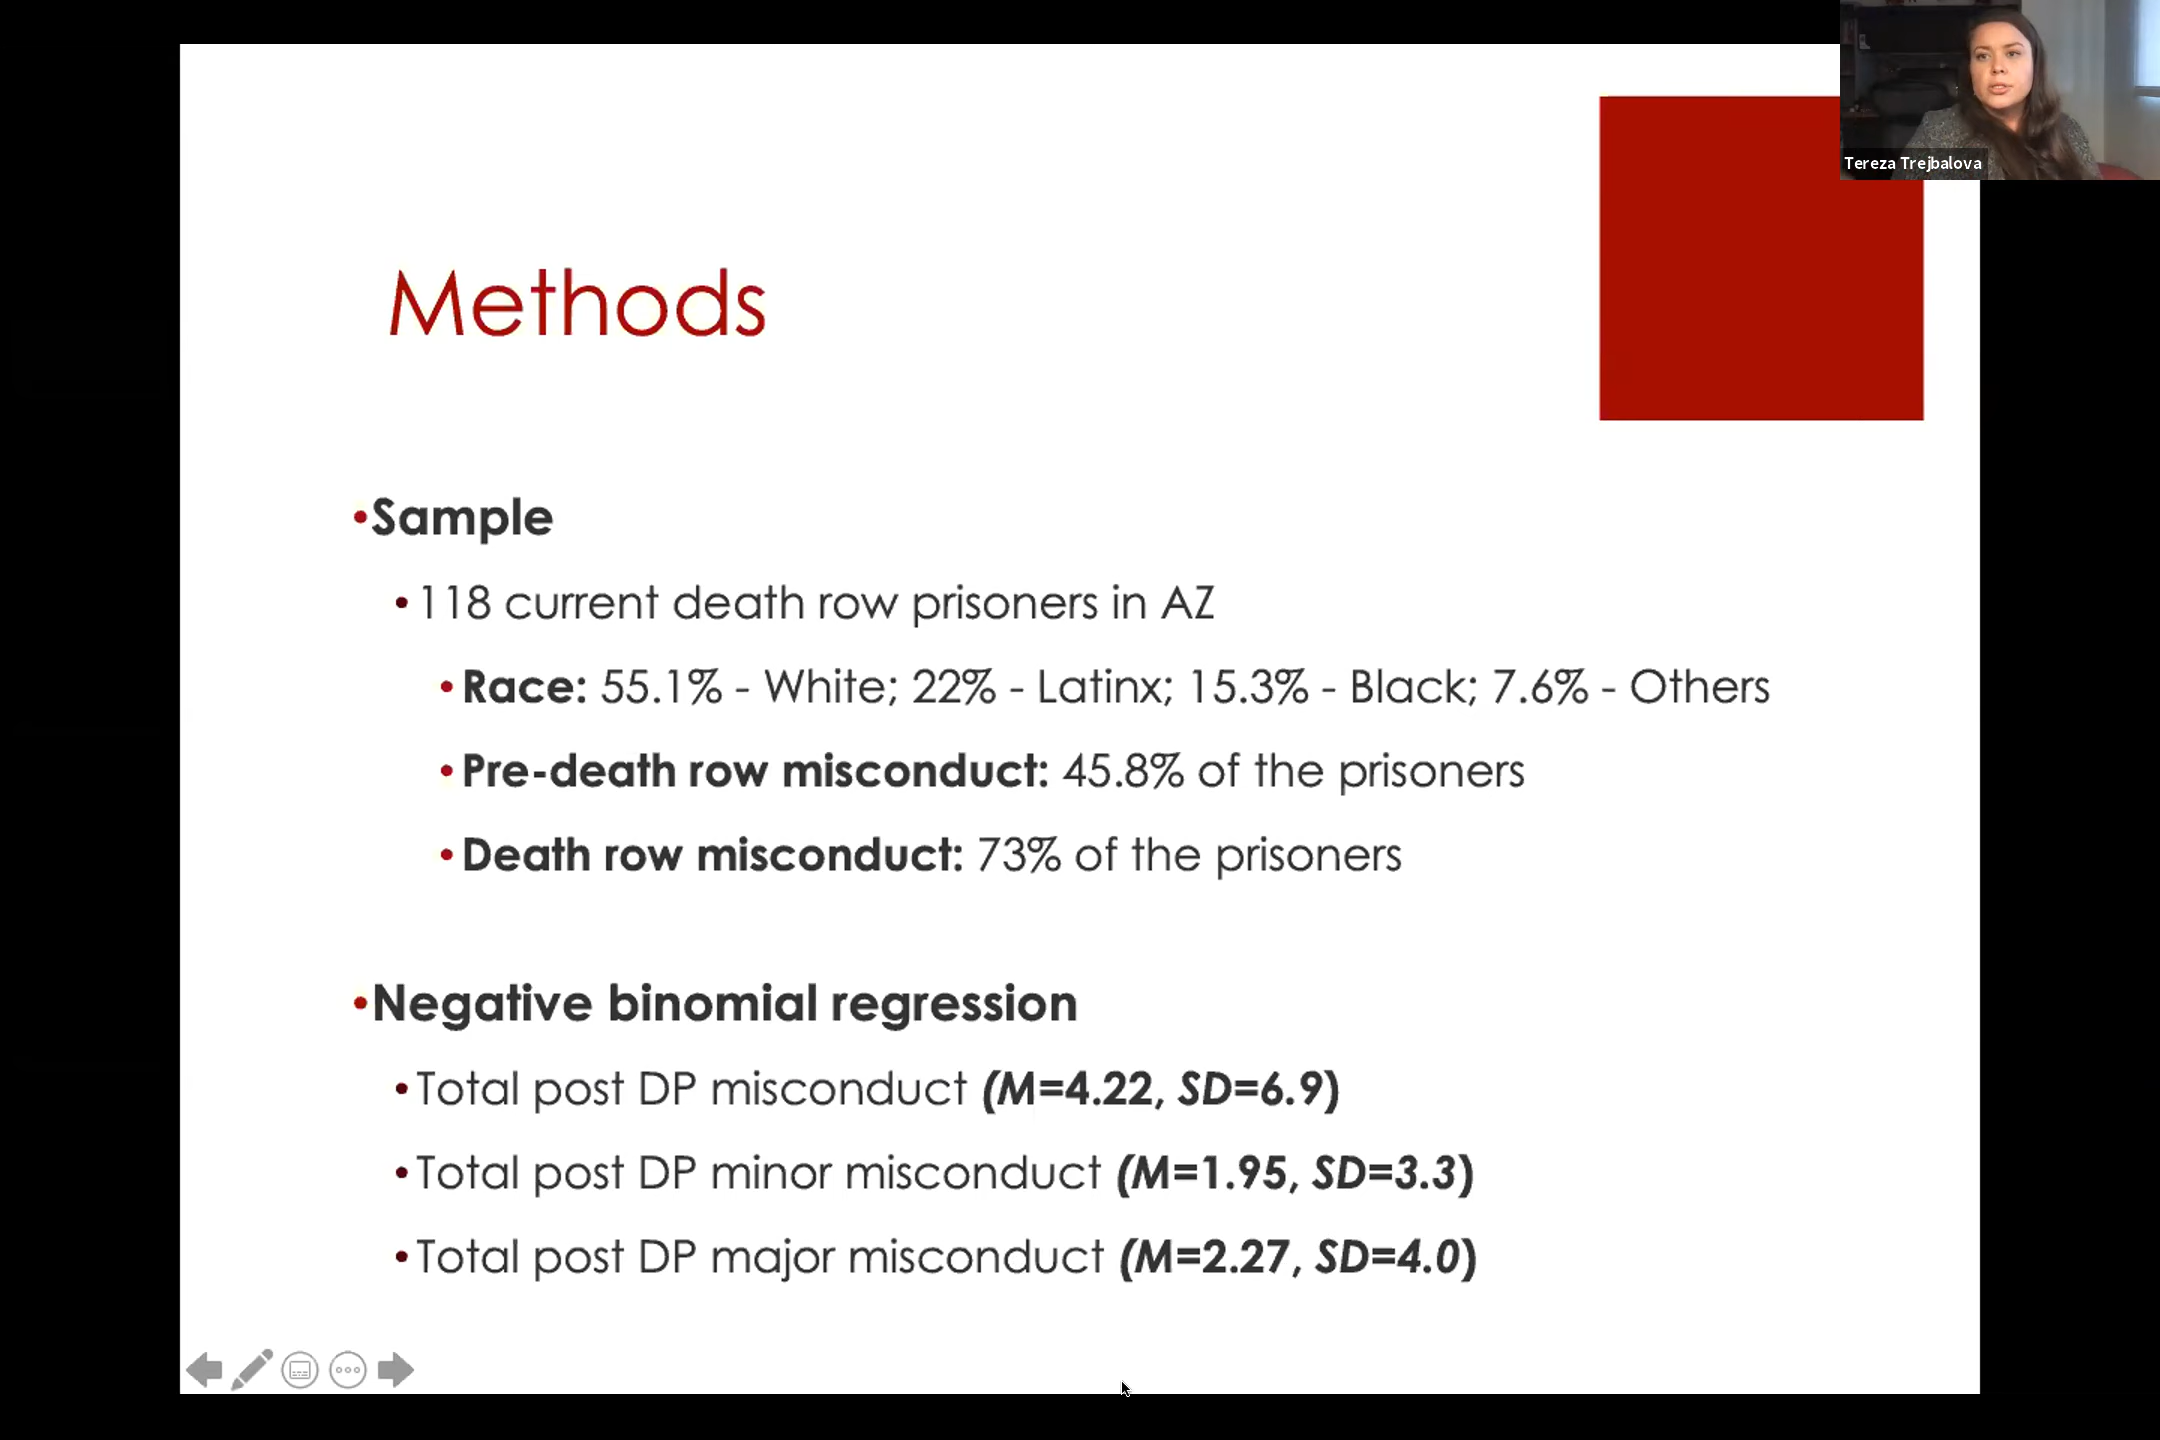 Tereza Trejbalova
Methods
•Sample
•118 current death row prisoners in AZ
•Race: 55.1% - White; 22% - Latinx; 15.3% - Black; 7.6% - Others
•Pre-death row misconduct: 45.8% of the prisoners
•Death row misconduct: 73% of the prisoners
•Negative binomial regression
•Total post DP misconduct (M=4.22, SD=6.9)
•Total post DP minor misconduct (M=1.95, SD=3.3)
•Total post DP major misconduct (M=2.27, SD=4.0)